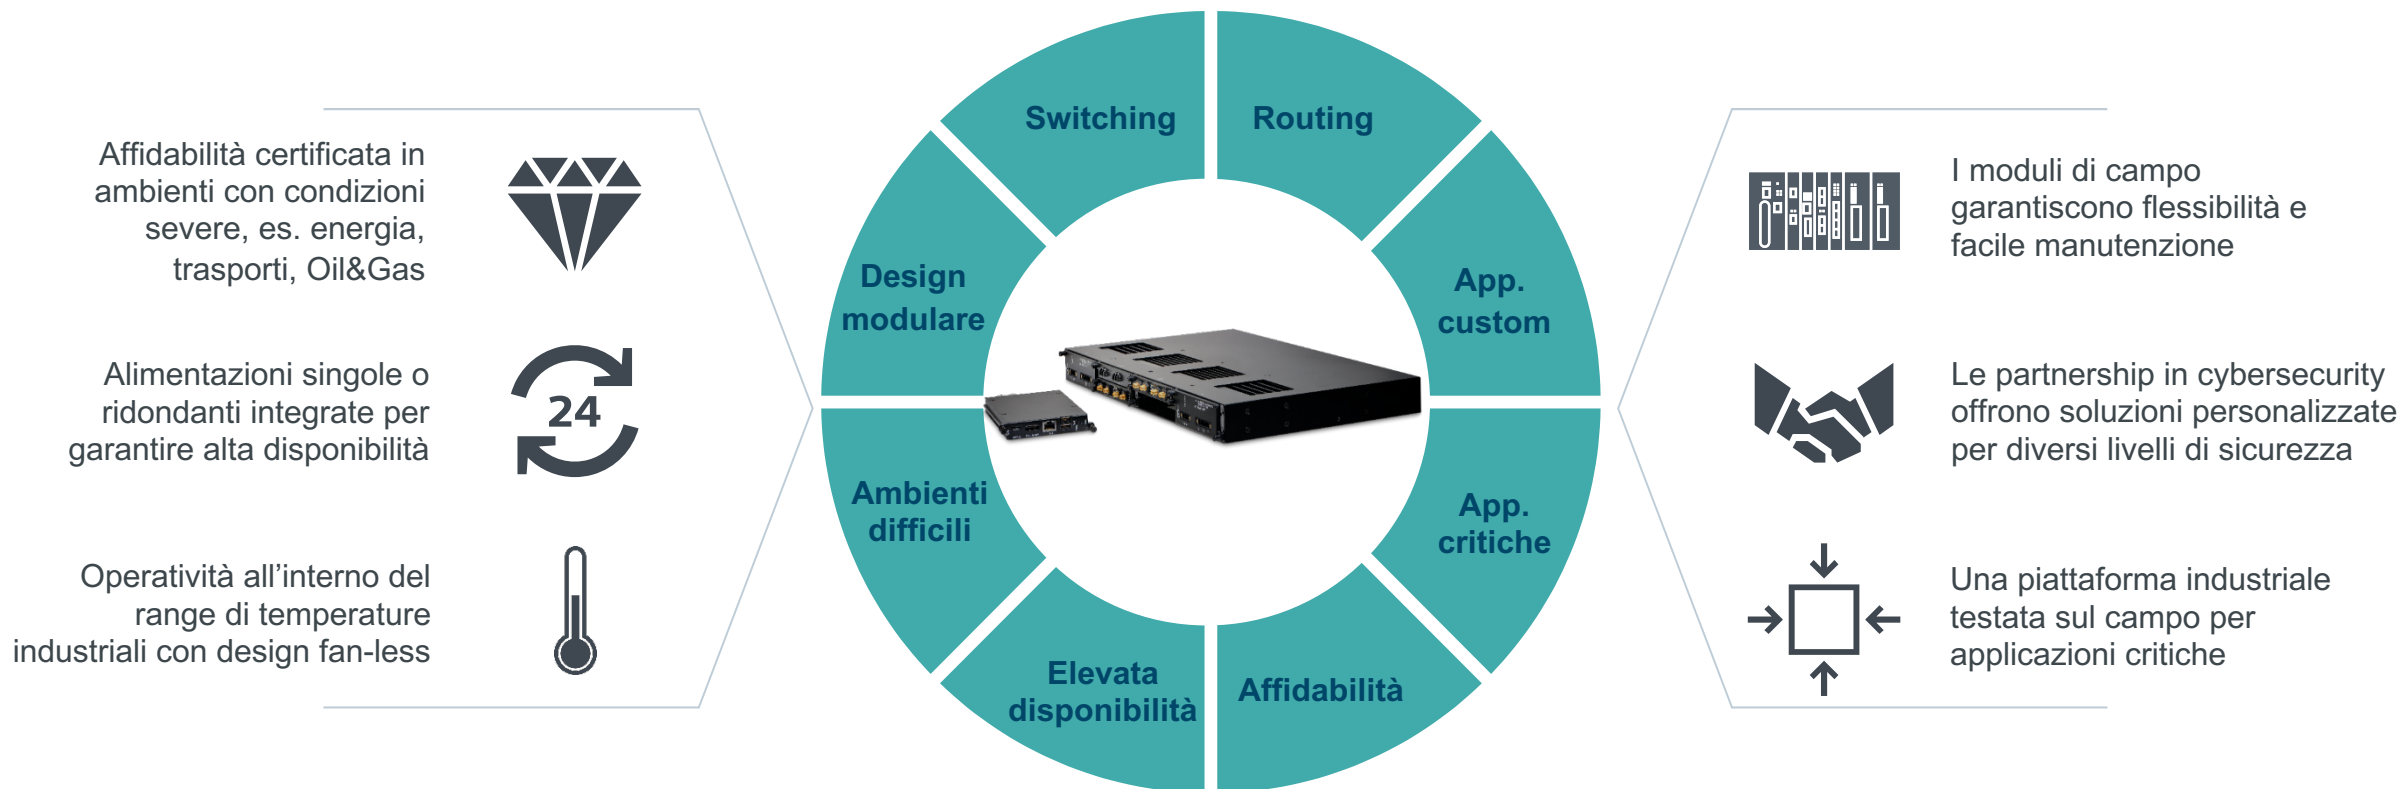 Affidabilità certificata in
ambienti con condizioni
severe, es. energia,
trasporti, Oil&Gas
Alimentazioni singole o
ridondanti integrate per
garantire alta disponibilità
24
Operatività all’interno del
range di temperature
industriali con design fan-less
Switching
Routing
Design
modulare
App.
custom
Ambienti
difficili
App.
critiche
Elevata
disponibilità
Affidabilità
I moduli di campo
garantiscono flessibilità e
facile manutenzione
Le partnership in cybersecurity
offrono soluzioni personalizzate
per diversi livelli di sicurezza
Una piattaforma industriale
testata sul campo per
applicazioni critiche